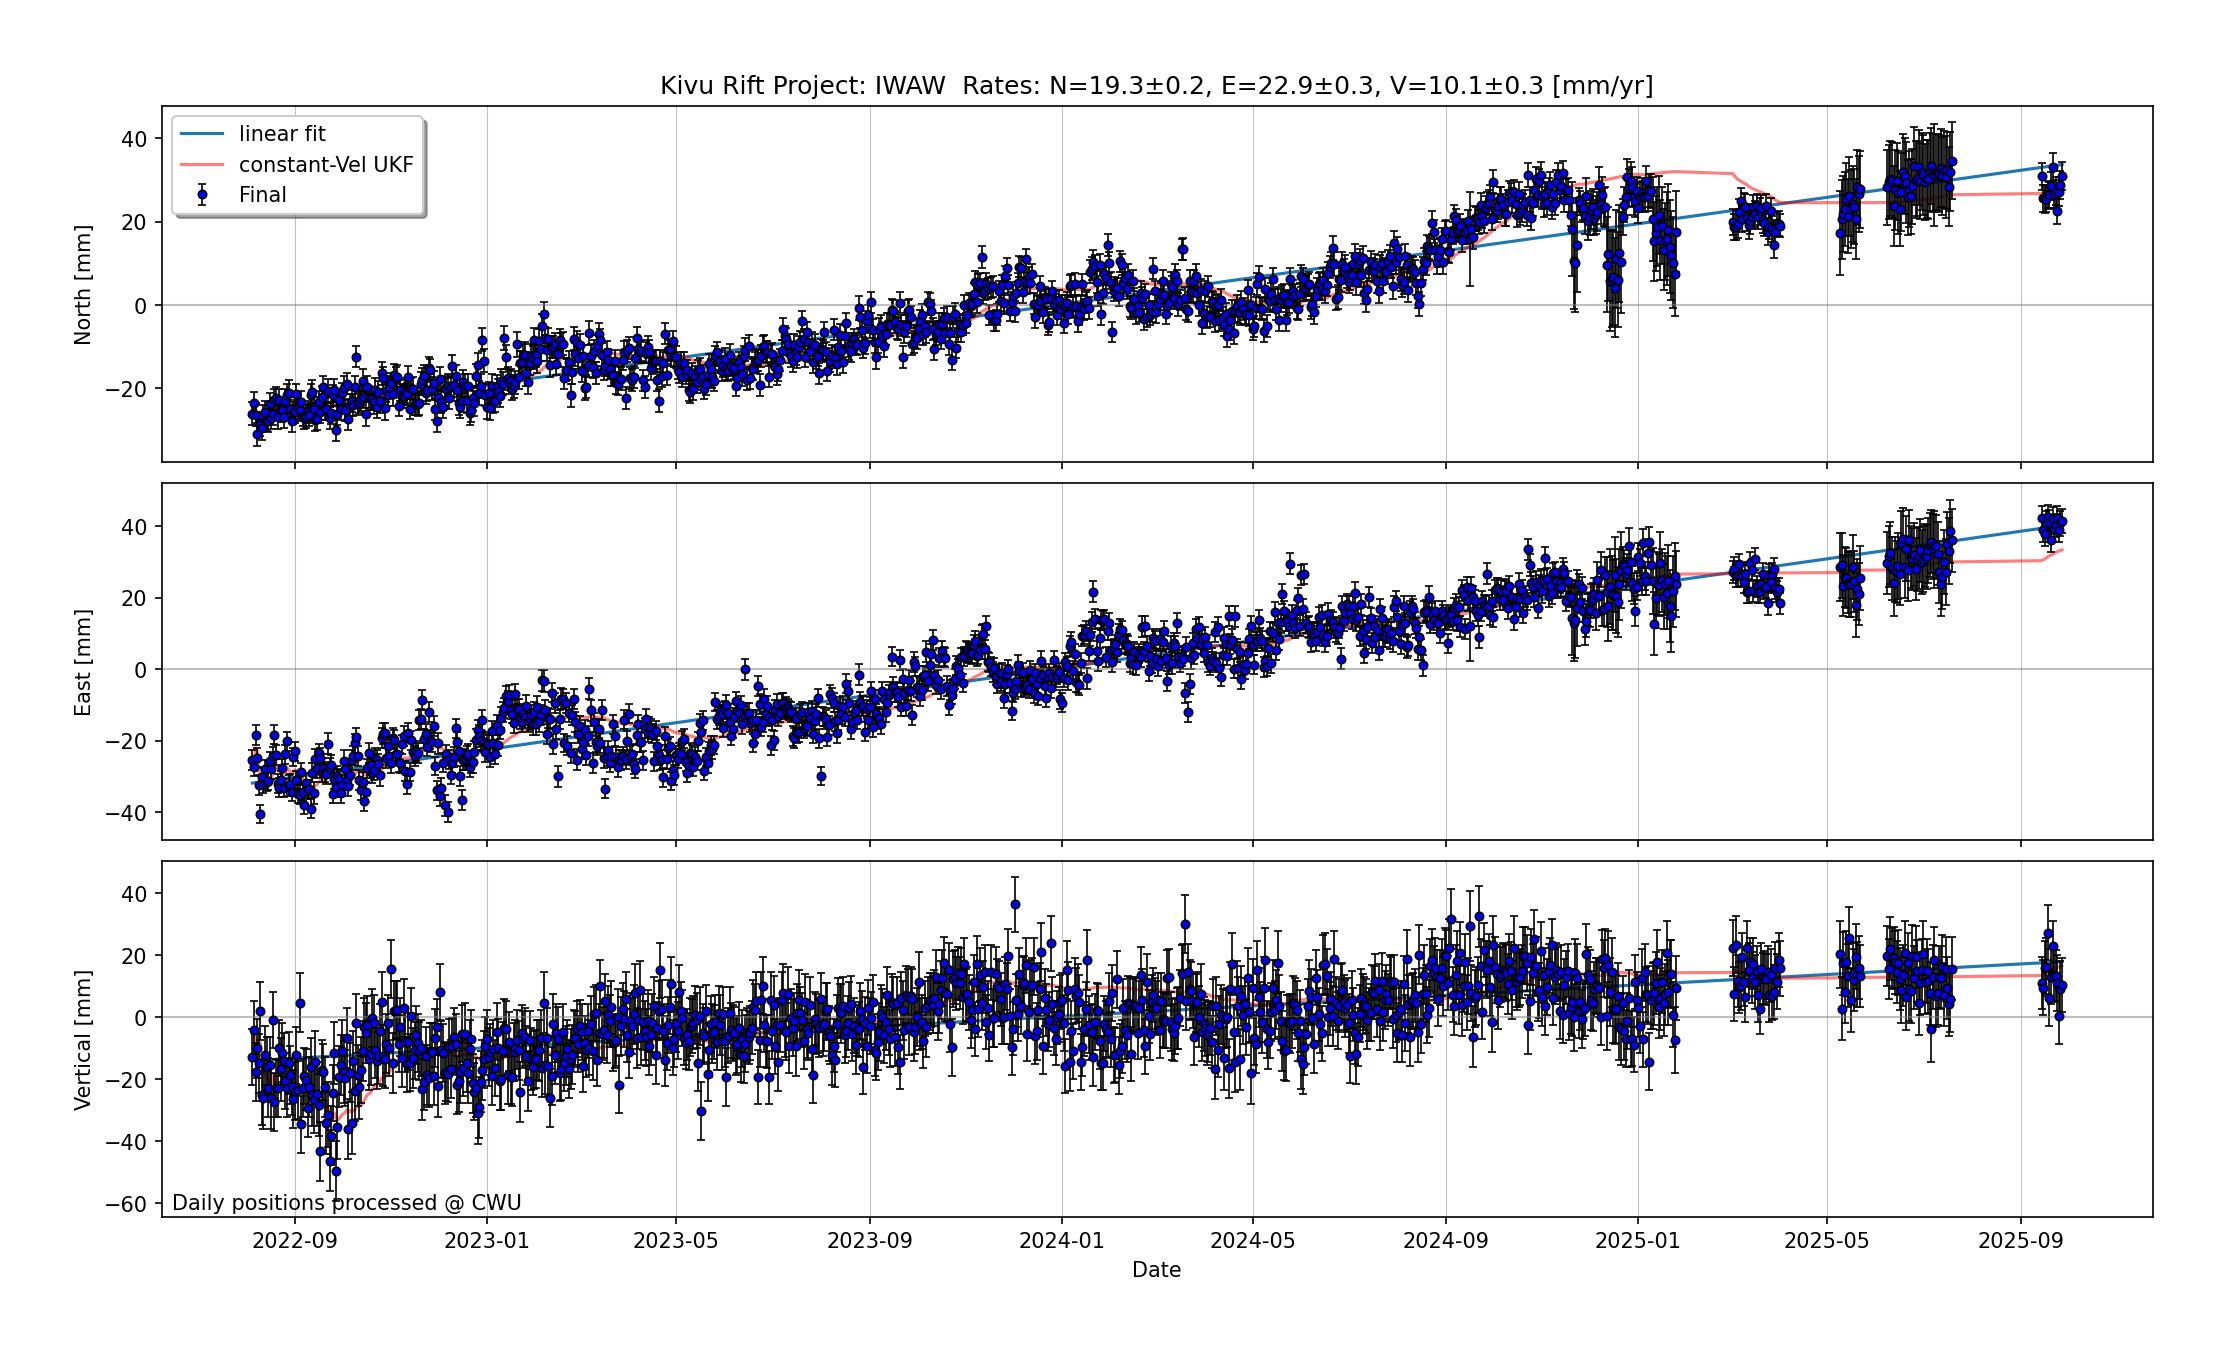 Kivu Rift Project: IWAW  Rates: N=19.3±0.2, E=22.9±0.3, V=10.1±0.3 [mm/yr]
linear fit
constant-Vel UKF
Final
North [mm]
40
20
0
−20
East [mm]
40
20
0
−20
−40
Vertical [mm]
40
20
0
−20
−40
−60
Daily positions processed @ CWU
2022-09 2023-01 2023-05 2023-09 2024-01 2024-05 2024-09 2025-01 2025-05 2025-09
Date